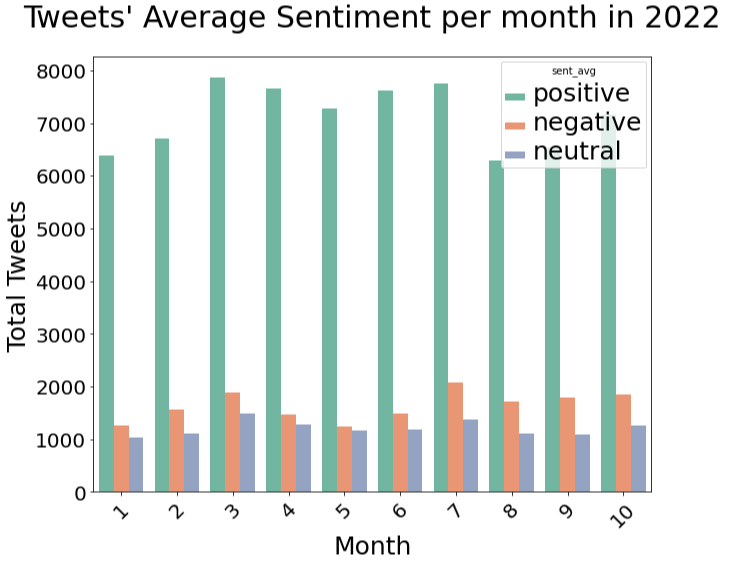 Tweets' Average Sentiment per month in 2022
sent_avg
positive
negative
neutral
Total Tweets
8000
7000
6000
5000
4000
3000
2000
1000
0
1 2 3 4 5 6 7 8 9 10
Month